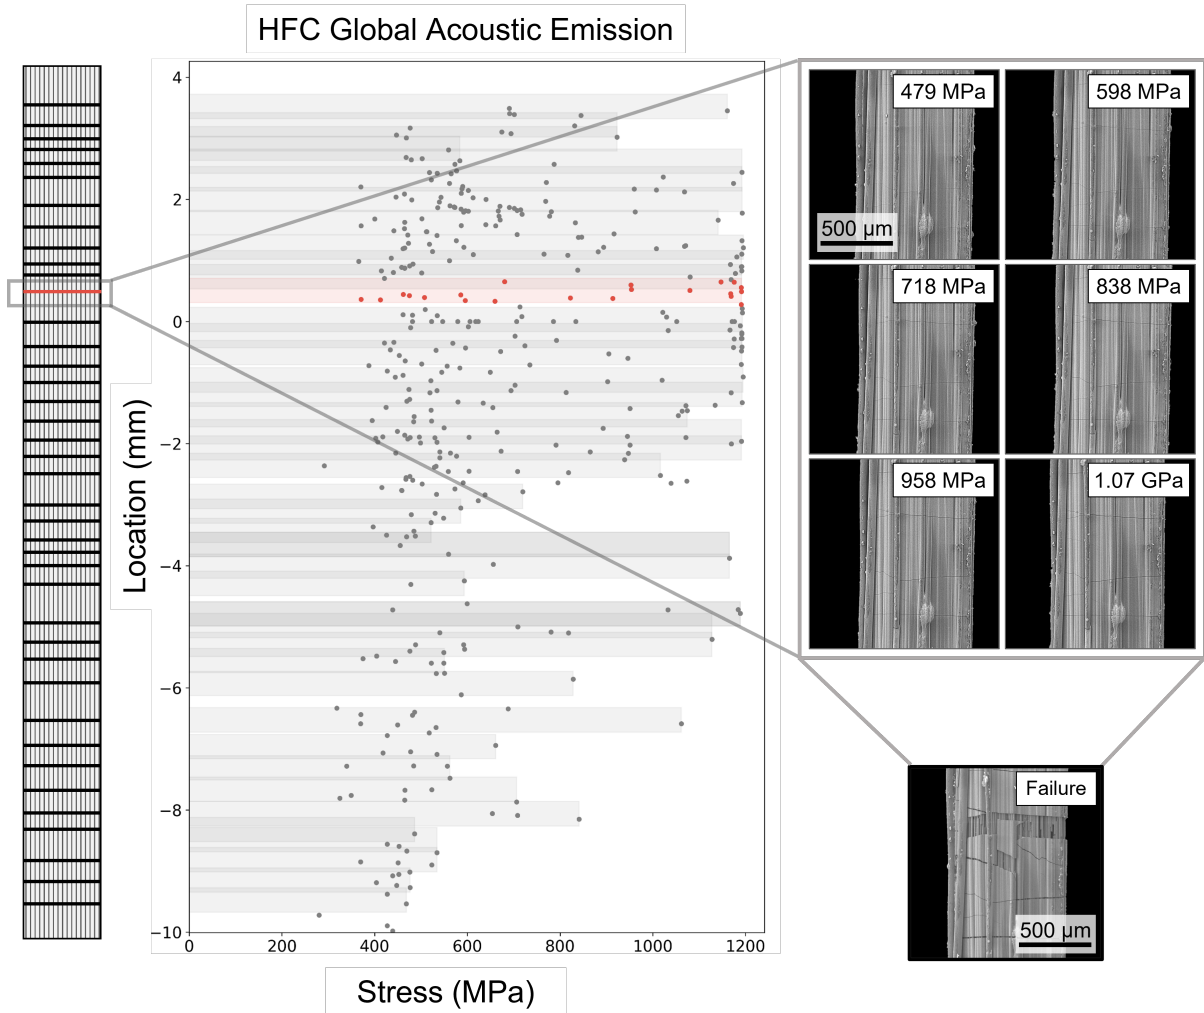 HFC Global Acoustic Emission
4
2
0
−2
−4
−6
−8
−10
0
200
400
600
800
1000
1200
Location (mm)
Stress (MPa)
479 MPa
598 MPa
500 μm
718 MPa
838 MPa
958 MPa
1.07 GPa
Failure
500 μm